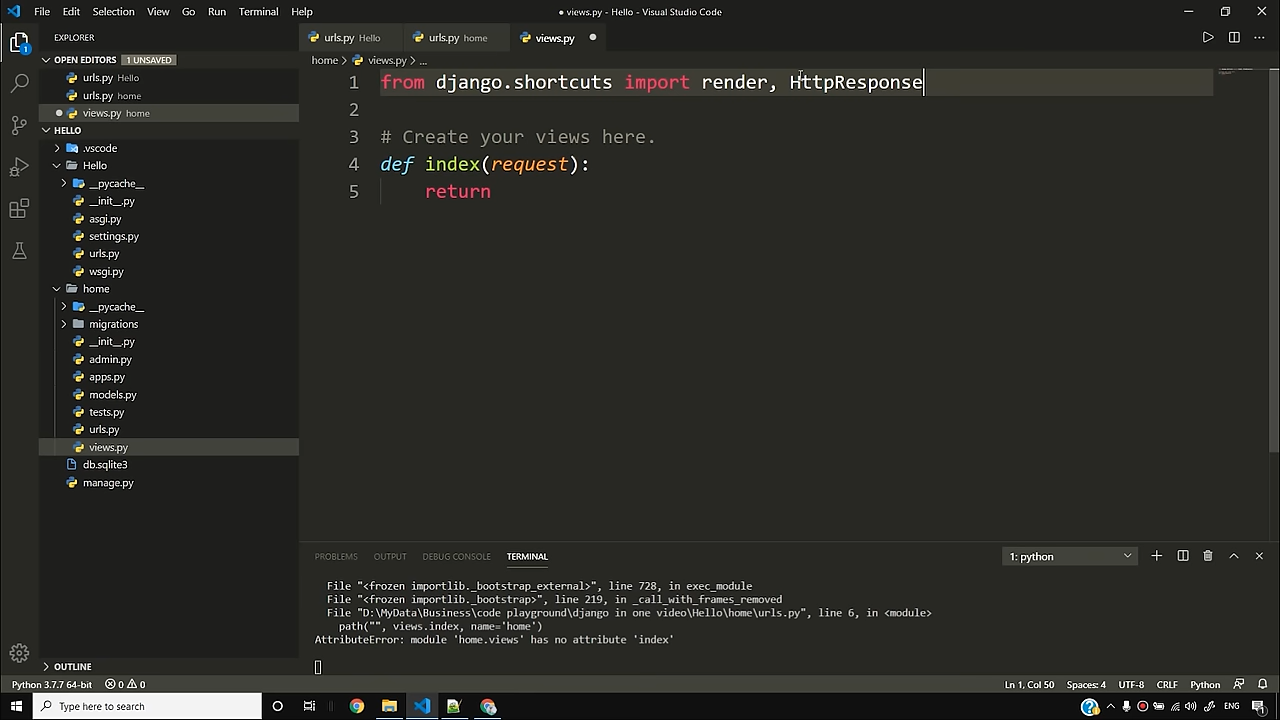 File Edit Selection View Go Run Terminal Help
● views.py - Hello - Visual Studio Code
EXPLORER
OPEN EDITORS 1 UNSAVED
urls.py Hello
urls.py home
views.py home
HELLO
.vscode
Hello
__pycache__
__init__.py
asgi.py
settings.py
urls.py
wsgi.py
home
__pycache__
migrations
__init__.py
admin.py
apps.py
models.py
tests.py
urls.py
views.py
db.sqlite3
manage.py
OUTLINE
urls.py Hello urls.py home views.py
home > views.py > ...
1 from django.shortcuts import render, HttpResponse
2
3 # Create your views here.
4 def index(request):
5 return
PROBLEMS OUTPUT DEBUG CONSOLE TERMINAL
1: python
File "<frozen importlib._bootstrap_external>", line 728, in exec_module
File "<frozen importlib._bootstrap>", line 219, in _call_with_frames_removed
File "D:\MyData\Business\code playground\django in one video\Hello\home\urls.py", line 6, in <module>
path("", views.index, name='home')
AttributeError: module 'home.views' has no attribute 'index'
Python 3.7.7 64-bit 0 0
Ln 1, Col 50 Spaces: 4 UTF-8 CRLF Python
Type here to search
ENG